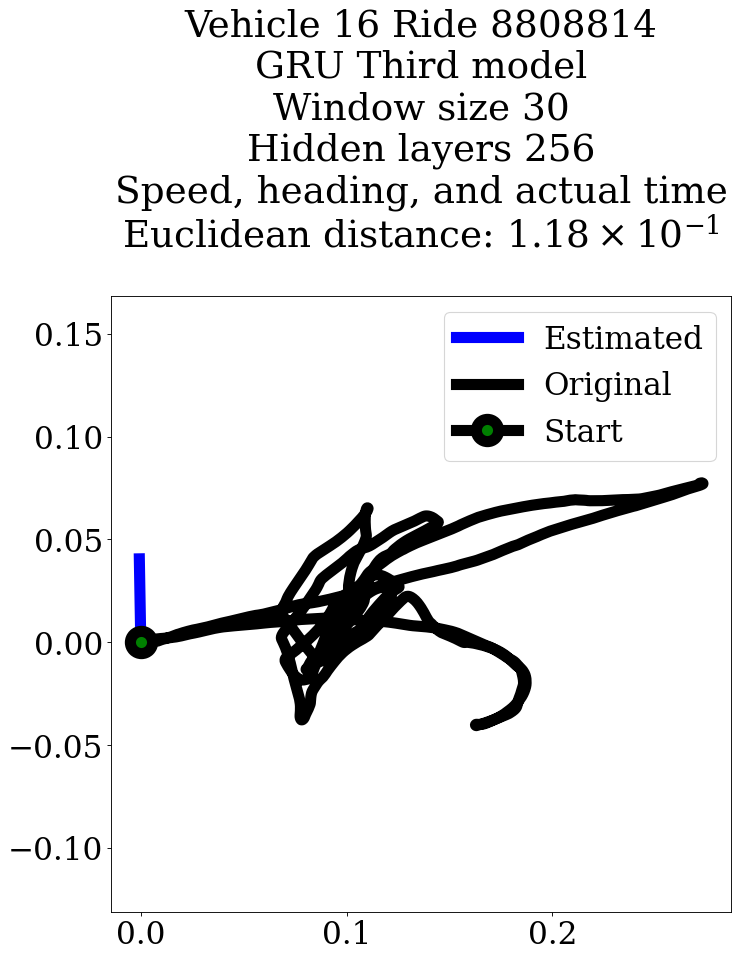 Vehicle 16 Ride 8808814
GRU Third model
Window size 30
Hidden layers 256
Speed, heading, and actual time
Euclidean distance: 1.18 × 10⁻¹
Estimated
Original
Start
0.15
0.10
0.05
0.00
−0.05
−0.10
0.0 0.1 0.2